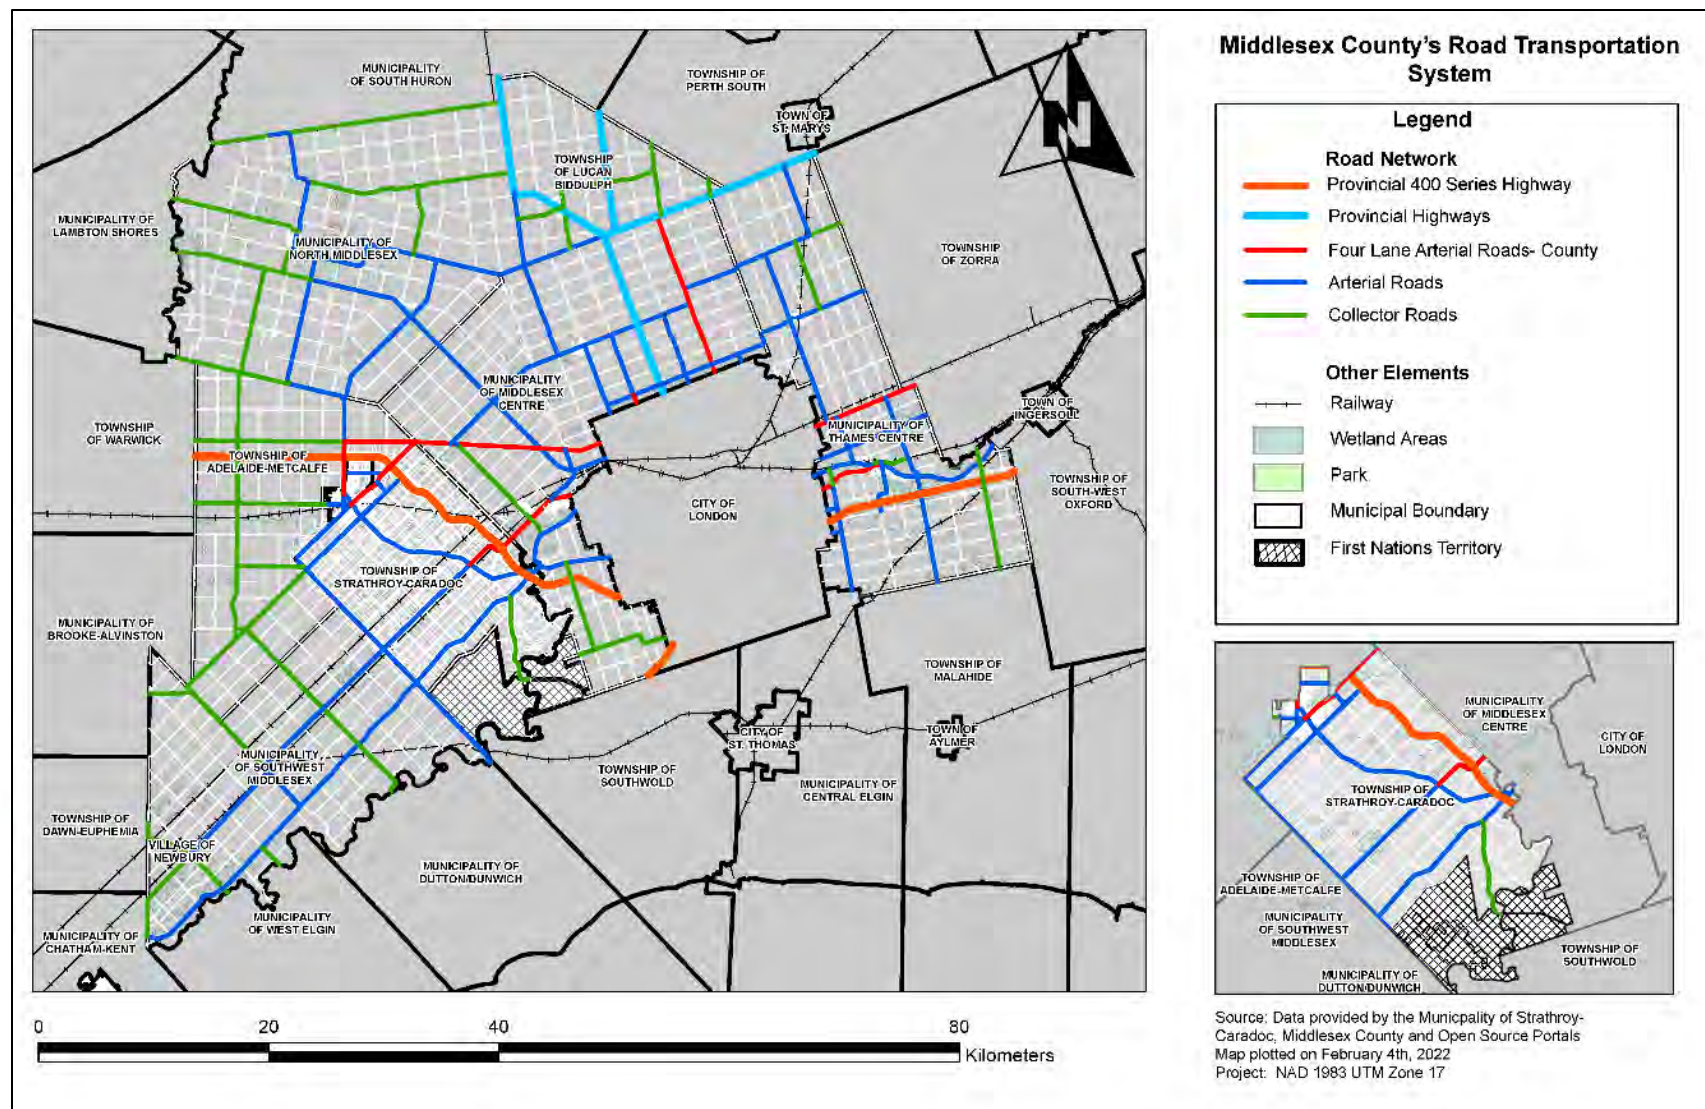 Middlesex County's Road Transportation
System
MUNICIPALITY
OF SOUTH HURON
TOWNSHIP OF
PERTH SOUTH
TOWN OF
ST. MARYS
N
TOWNSHIP
OF LUCAN
BIDDULPH
MUNICIPALITY OF
LAMBTON SHORES
MUNICIPALITY OF
NORTH MIDDLESEX
TOWNSHIP
OF ZORRA
MUNICIPALITY
OF MIDDLESEX
CENTRE
TOWN OF
INGERSOLL
TOWNSHIP
OF WARWICK
MUNICIPALITY OF
THAMES CENTRE
TOWNSHIP OF
ADELAIDE-METCALFE
CITY OF
LONDON
TOWNSHIP OF
SOUTH-WEST
OXFORD
TOWNSHIP OF
STRATHROY-CARADOC
MUNICIPALITY OF
BROOKE-ALVINSTON
TOWNSHIP OF
MALAHIDE
CITY OF
ST. THOMAS
TOWN OF
AYLMER
MUNICIPALITY
OF SOUTHWEST
MIDDLESEX
TOWNSHIP OF
SOUTHWOLD
MUNICIPALITY OF
CENTRAL ELGIN
TOWNSHIP OF
DAWN-EUPHEMIA
VILLAGE OF
NEWBURY
MUNICIPALITY OF
DUTTON/DUNWICH
MUNICIPALITY
OF WEST ELGIN
MUNICIPALITY OF
CHATHAM-KENT
0 20 40 80
Kilometers
Legend
Road Network
Provincial 400 Series Highway
Provincial Highways
Four Lane Arterial Roads- County
Arterial Roads
Collector Roads
Other Elements
Railway
Wetland Areas
Park
Municipal Boundary
First Nations Territory
MUNICIPALITY
OF MIDDLESEX
CENTRE
CITY OF
LONDON
TOWNSHIP OF
STRATHROY-CARADOC
TOWNSHIP OF
ADELAIDE-METCALFE
MUNICIPALITY
OF SOUTHWEST
MIDDLESEX
TOWNSHIP OF
SOUTHWOLD
MUNICIPALITY OF
DUTTON/DUNWICH
Source: Data provided by the Municpality of Strathroy-
Caradoc, Middlesex County and Open Source Portals
Map plotted on February 4th, 2022
Project: NAD 1983 UTM Zone 17